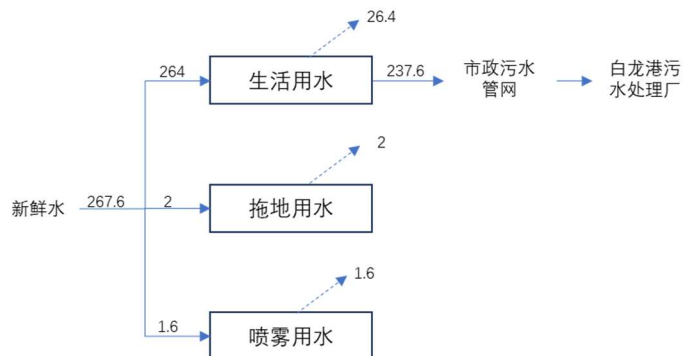 26.4
264
生活用水
237.6
市政污水
管网
白龙港污
水处理厂
2
新鲜水
267.6
2
拖地用水
1.6
1.6
喷雾用水